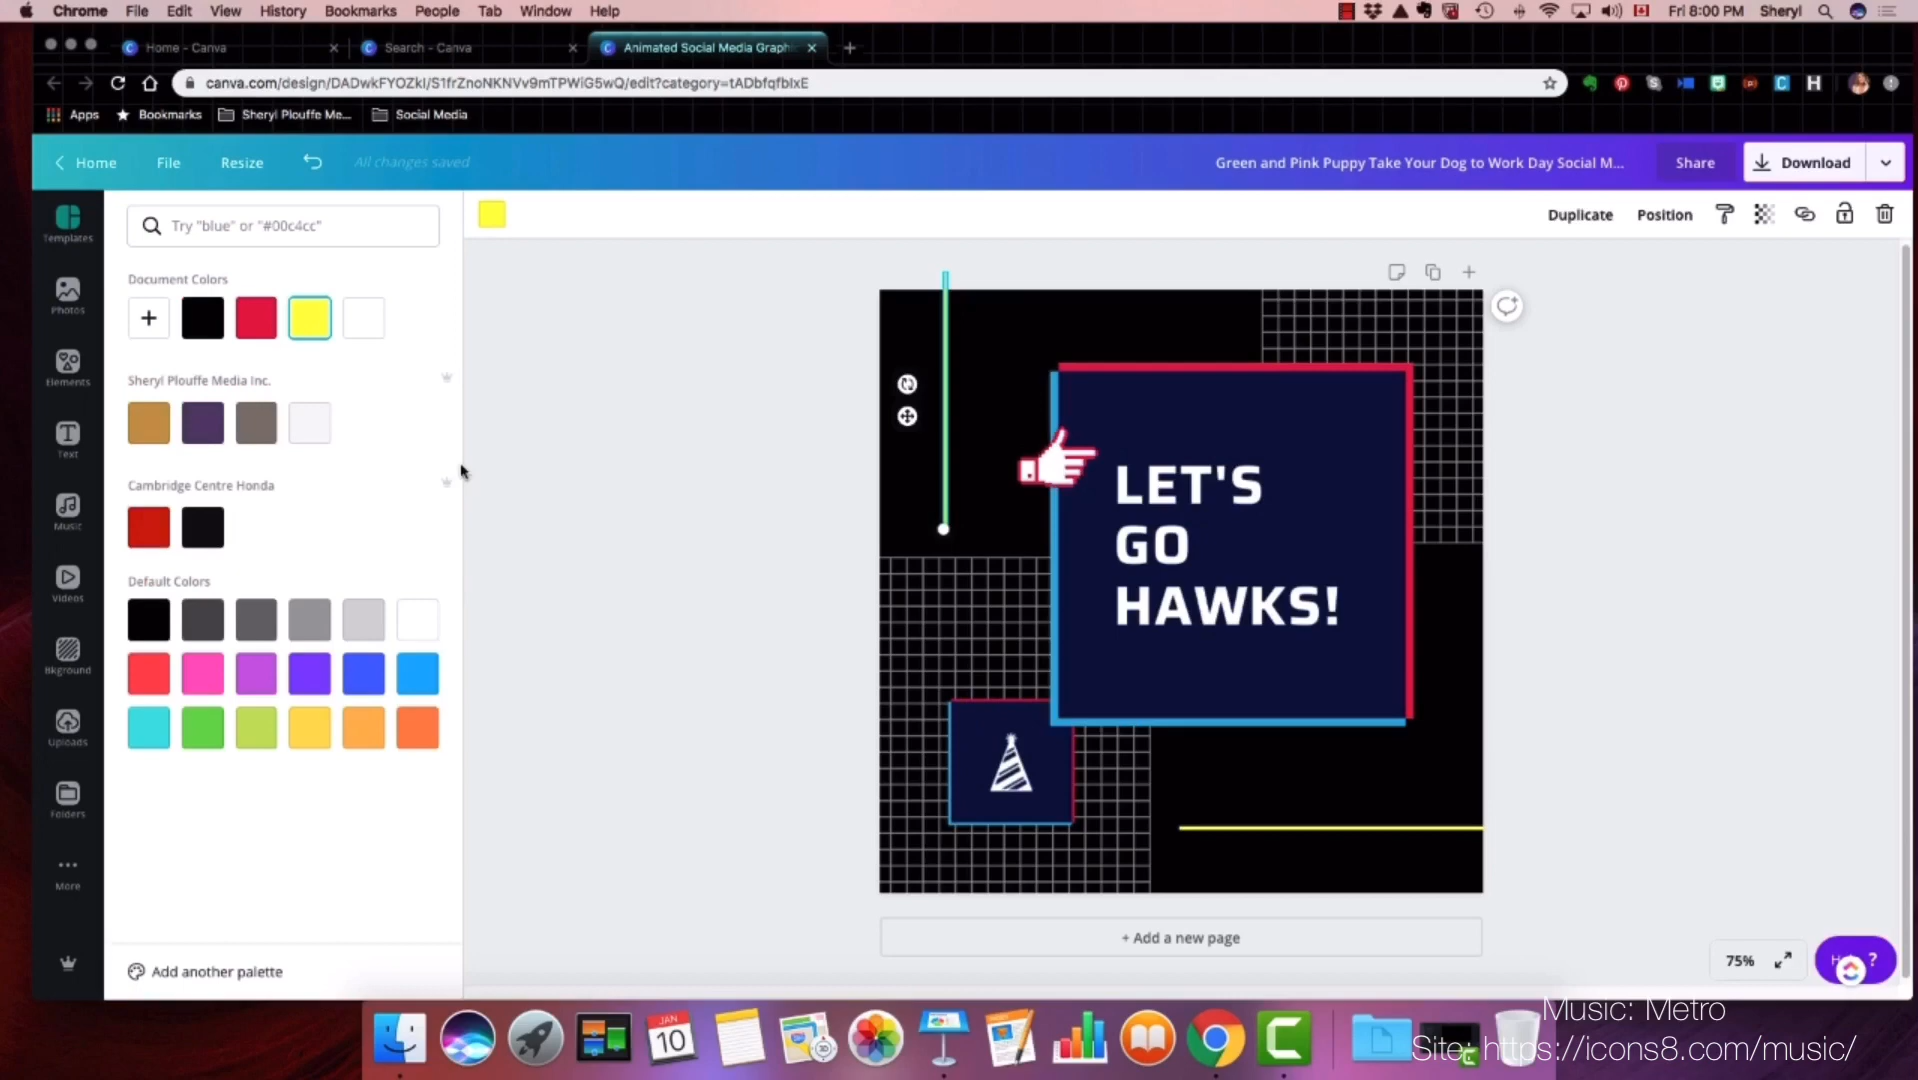 Chrome File Edit View History Bookmarks People Tab Window Help
Fri 8:00 PM Sheryl
Home - Canva
Search - Canva
Animated Social Media Graph
canva.com/design/DADwkFYOZkI/S1frZnoNKNVv9mTPWiG5wQ/edit?category=tADbfqfbIxE
Apps Bookmarks Sheryl Plouffe Me... Social Media
Home File Resize All changes saved
Green and Pink Puppy Take Your Dog to Work Day Social M...
Share Download
Templates
Photos
Elements
Text
Music
Videos
Bkground
Uploads
Folders
More
Try "blue" or "#00c4cc"
Document Colors
Sheryl Plouffe Media Inc.
Cambridge Centre Honda
Default Colors
Add another palette
Duplicate Position
LET'S
GO
HAWKS!
+ Add a new page
75%
?
JAN
10
Music: Metro
Site: https://icons8.com/music/